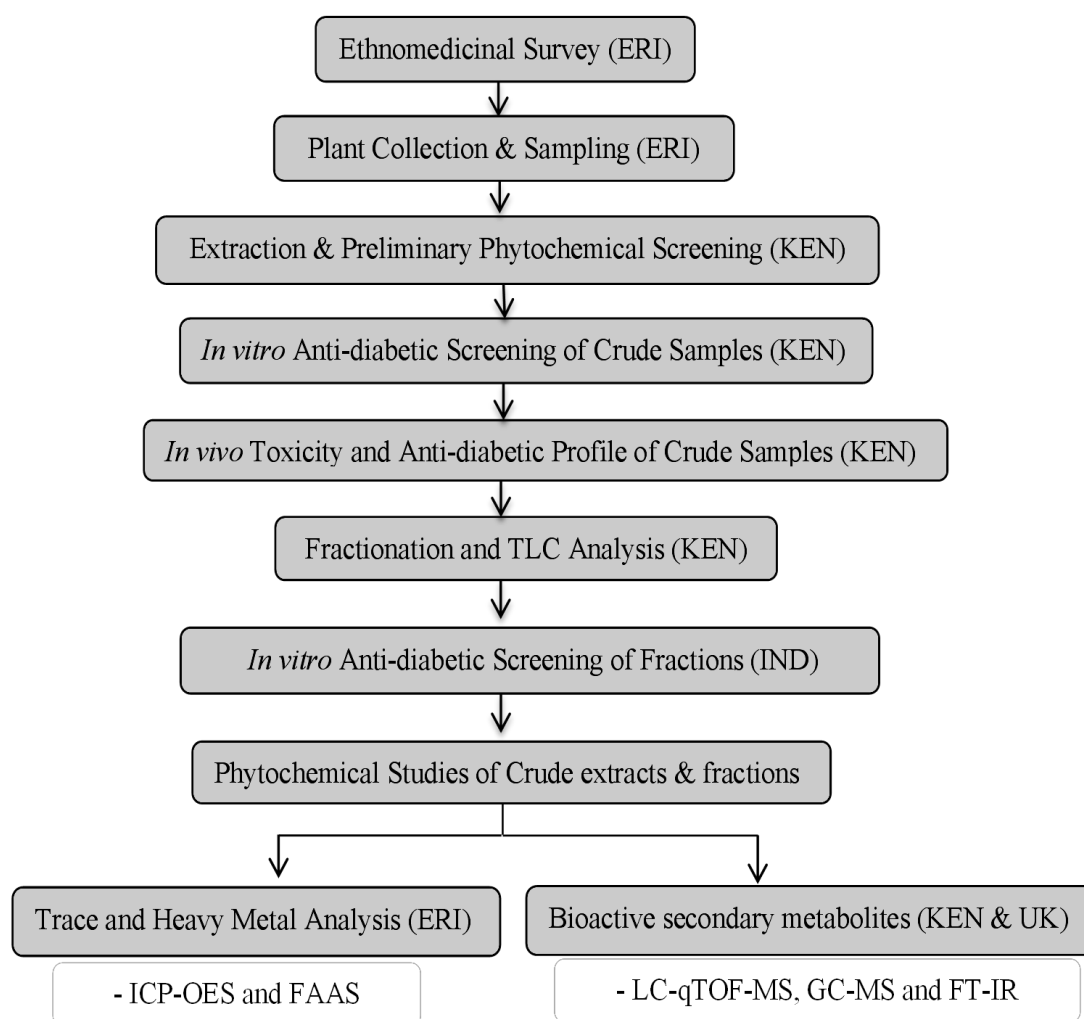 Ethnomedicinal Survey (ERI)
Plant Collection & Sampling (ERI)
Extraction & Preliminary Phytochemical Screening (KEN)
In vitro Anti-diabetic Screening of Crude Samples (KEN)
In vivo Toxicity and Anti-diabetic Profile of Crude Samples (KEN)
Fractionation and TLC Analysis (KEN)
In vitro Anti-diabetic Screening of Fractions (IND)
Phytochemical Studies of Crude extracts & fractions
Trace and Heavy Metal Analysis (ERI)
- ICP-OES and FAAS
Bioactive secondary metabolites (KEN & UK)
- LC-qTOF-MS, GC-MS and FT-IR